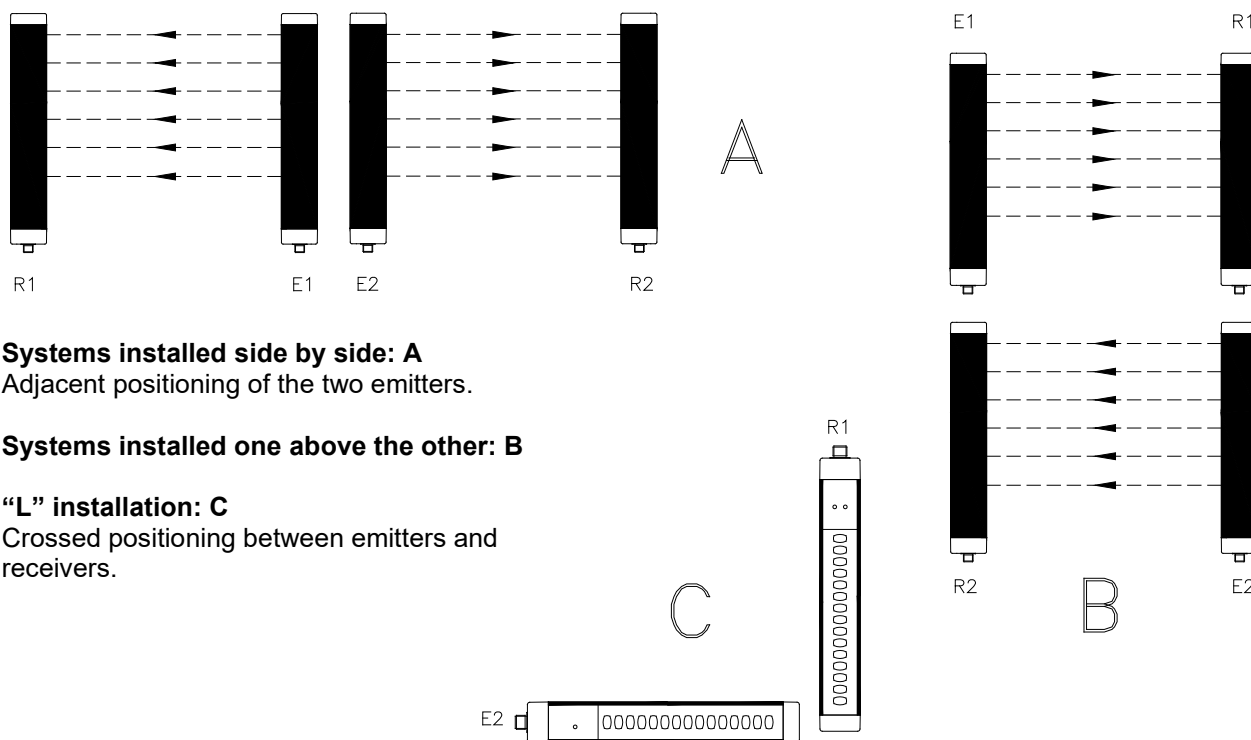 E1
R1
A
R1
E1
E2
R2
Systems installed side by side: A
Adjacent positioning of the two emitters.
Systems installed one above the other: B
“L” installation: C
Crossed positioning between emitters and
receivers.
R1
C
R2
B
E2
E2